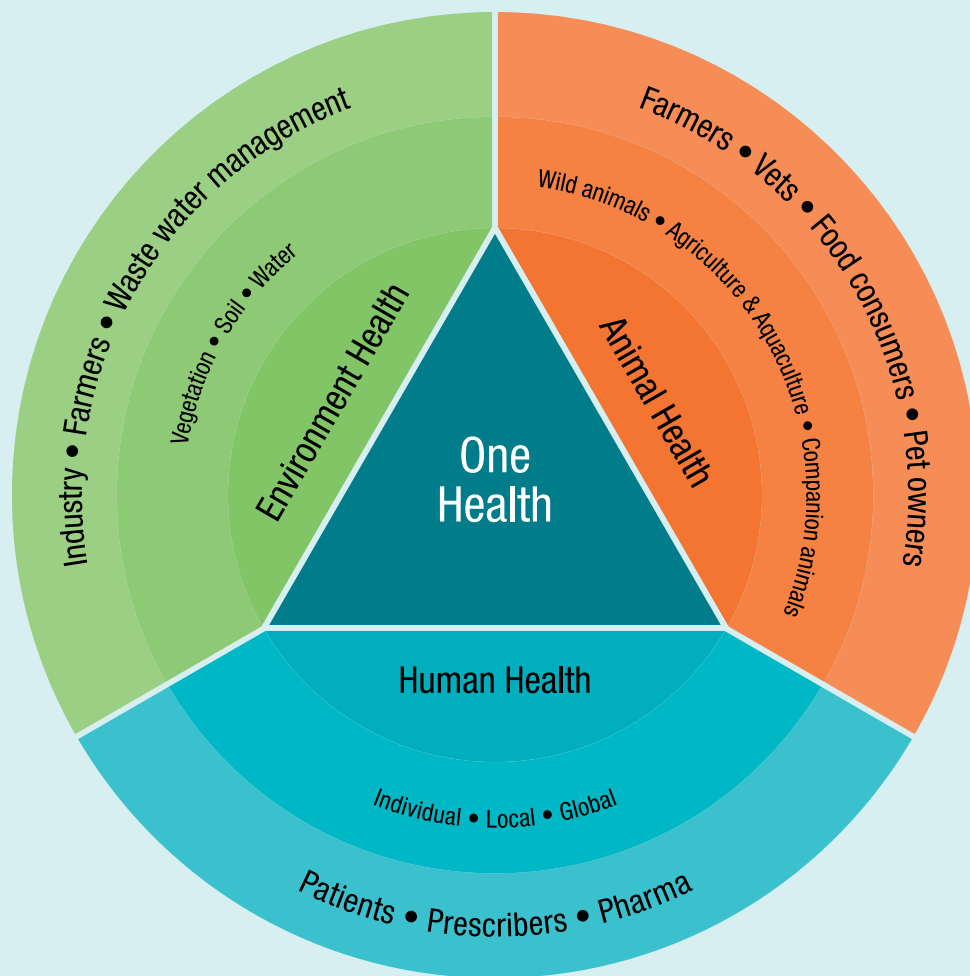 Industry • Farmers • Waste water management
Vegetation • Soil • Water
Environment Health
Farmers • Vets • Food consumers • Pet owners
Wild animals • Agriculture & Aquaculture • Companion animals
Animal Health
One
Health
Human Health
Individual • Local • Global
Patients • Prescribers • Pharma